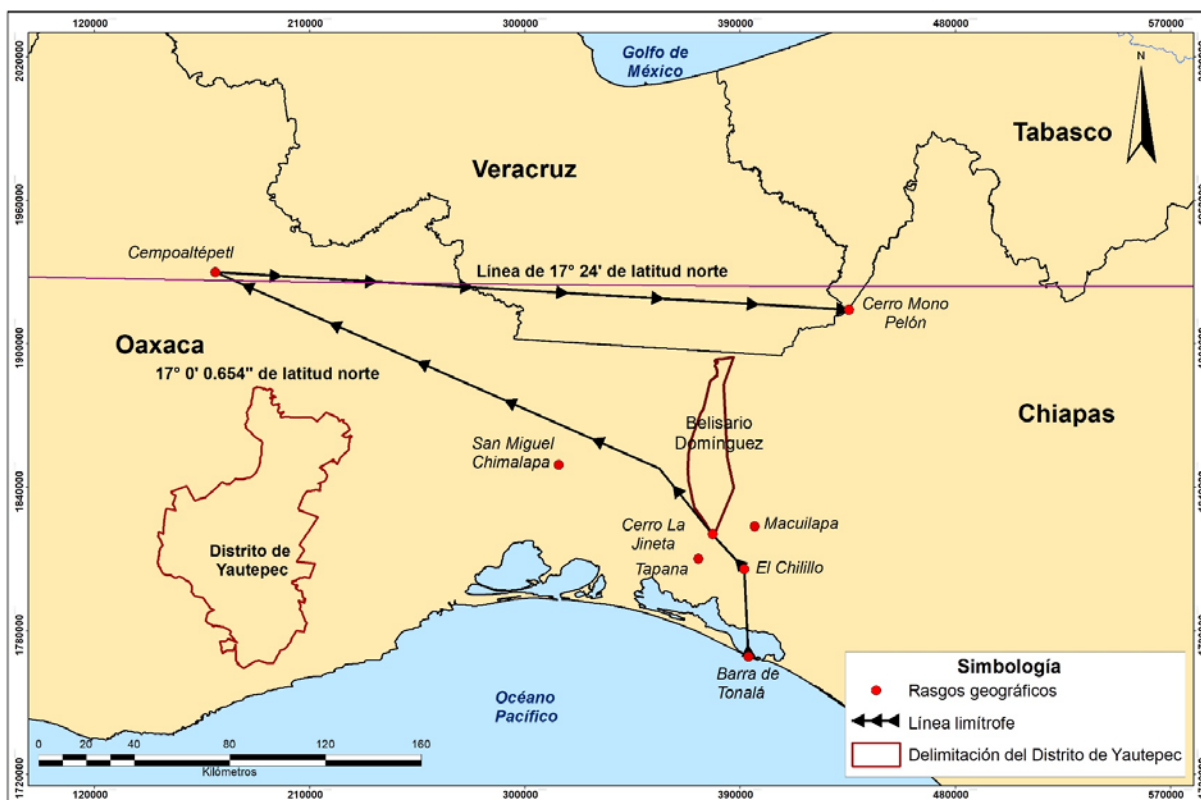 120000 210000 300000 390000 480000 570000
2020000
Golfo de
México
N
Tabasco
Veracruz
1960000
Cempoaltépetl
Línea de 17° 24' de latitud norte
Cerro Mono
Pelón
1900000
Oaxaca
17° 0' 0.654" de latitud norte
Chiapas
Belisario
Domínguez
San Miguel
Chimalapa
1840000
Cerro La
Jineta
Macuilapa
Distrito de
Yautepec
Tapana
El Chilillo
1780000
Barra de
Tonalá
Océano
Pacífico
Simbología
Rasgos geográficos
Línea limítrofe
Delimitación del Distrito de Yautepec
0 20 40 80 120 160
Kilómetros
1720000
120000 210000 300000 390000 480000 570000